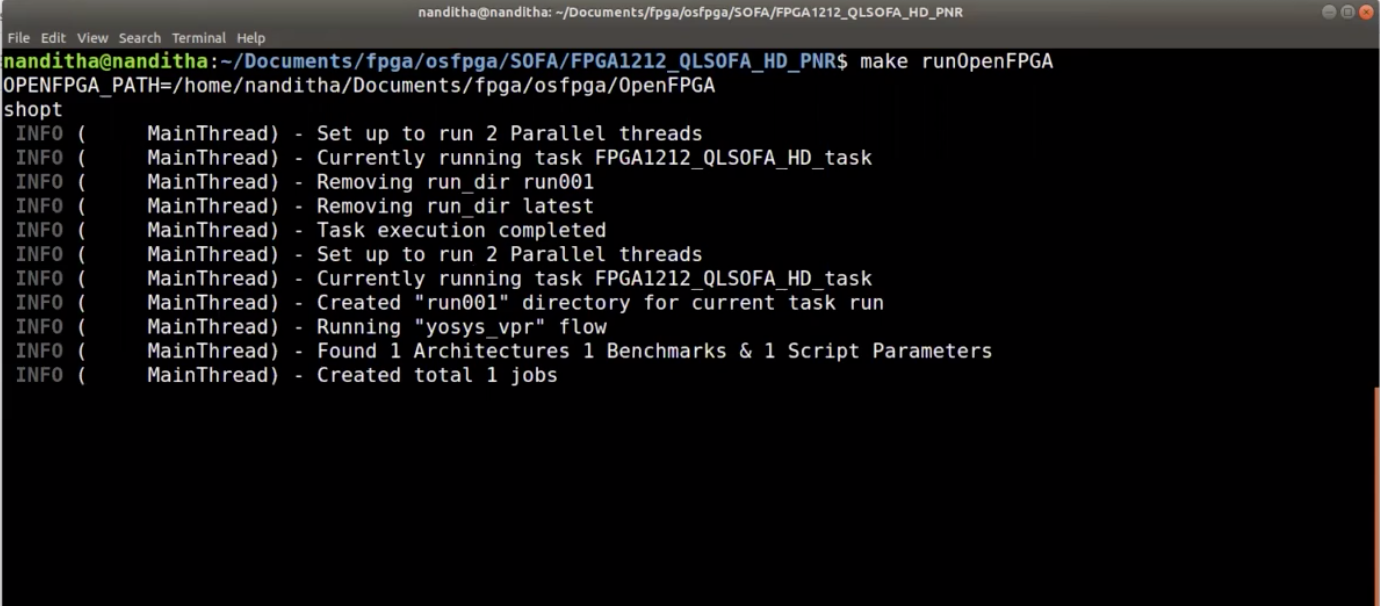 nanditha@nanditha: ~/Documents/fpga/osfpga/SOFA/FPGA1212_QLSOFA_HD_PNR
File Edit View Search Terminal Help
nanditha@nanditha:~/Documents/fpga/osfpga/SOFA/FPGA1212_QLSOFA_HD_PNR$ make runOpenFPGA
OPENFPGA_PATH=/home/nanditha/Documents/fpga/osfpga/OpenFPGA
shopt
INFO (      MainThread) - Set up to run 2 Parallel threads
INFO (      MainThread) - Currently running task FPGA1212_QLSOFA_HD_task
INFO (      MainThread) - Removing run_dir run001
INFO (      MainThread) - Removing run_dir latest
INFO (      MainThread) - Task execution completed
INFO (      MainThread) - Set up to run 2 Parallel threads
INFO (      MainThread) - Currently running task FPGA1212_QLSOFA_HD_task
INFO (      MainThread) - Created "run001" directory for current task run
INFO (      MainThread) - Running "yosys_vpr" flow
INFO (      MainThread) - Found 1 Architectures 1 Benchmarks & 1 Script Parameters
INFO (      MainThread) - Created total 1 jobs